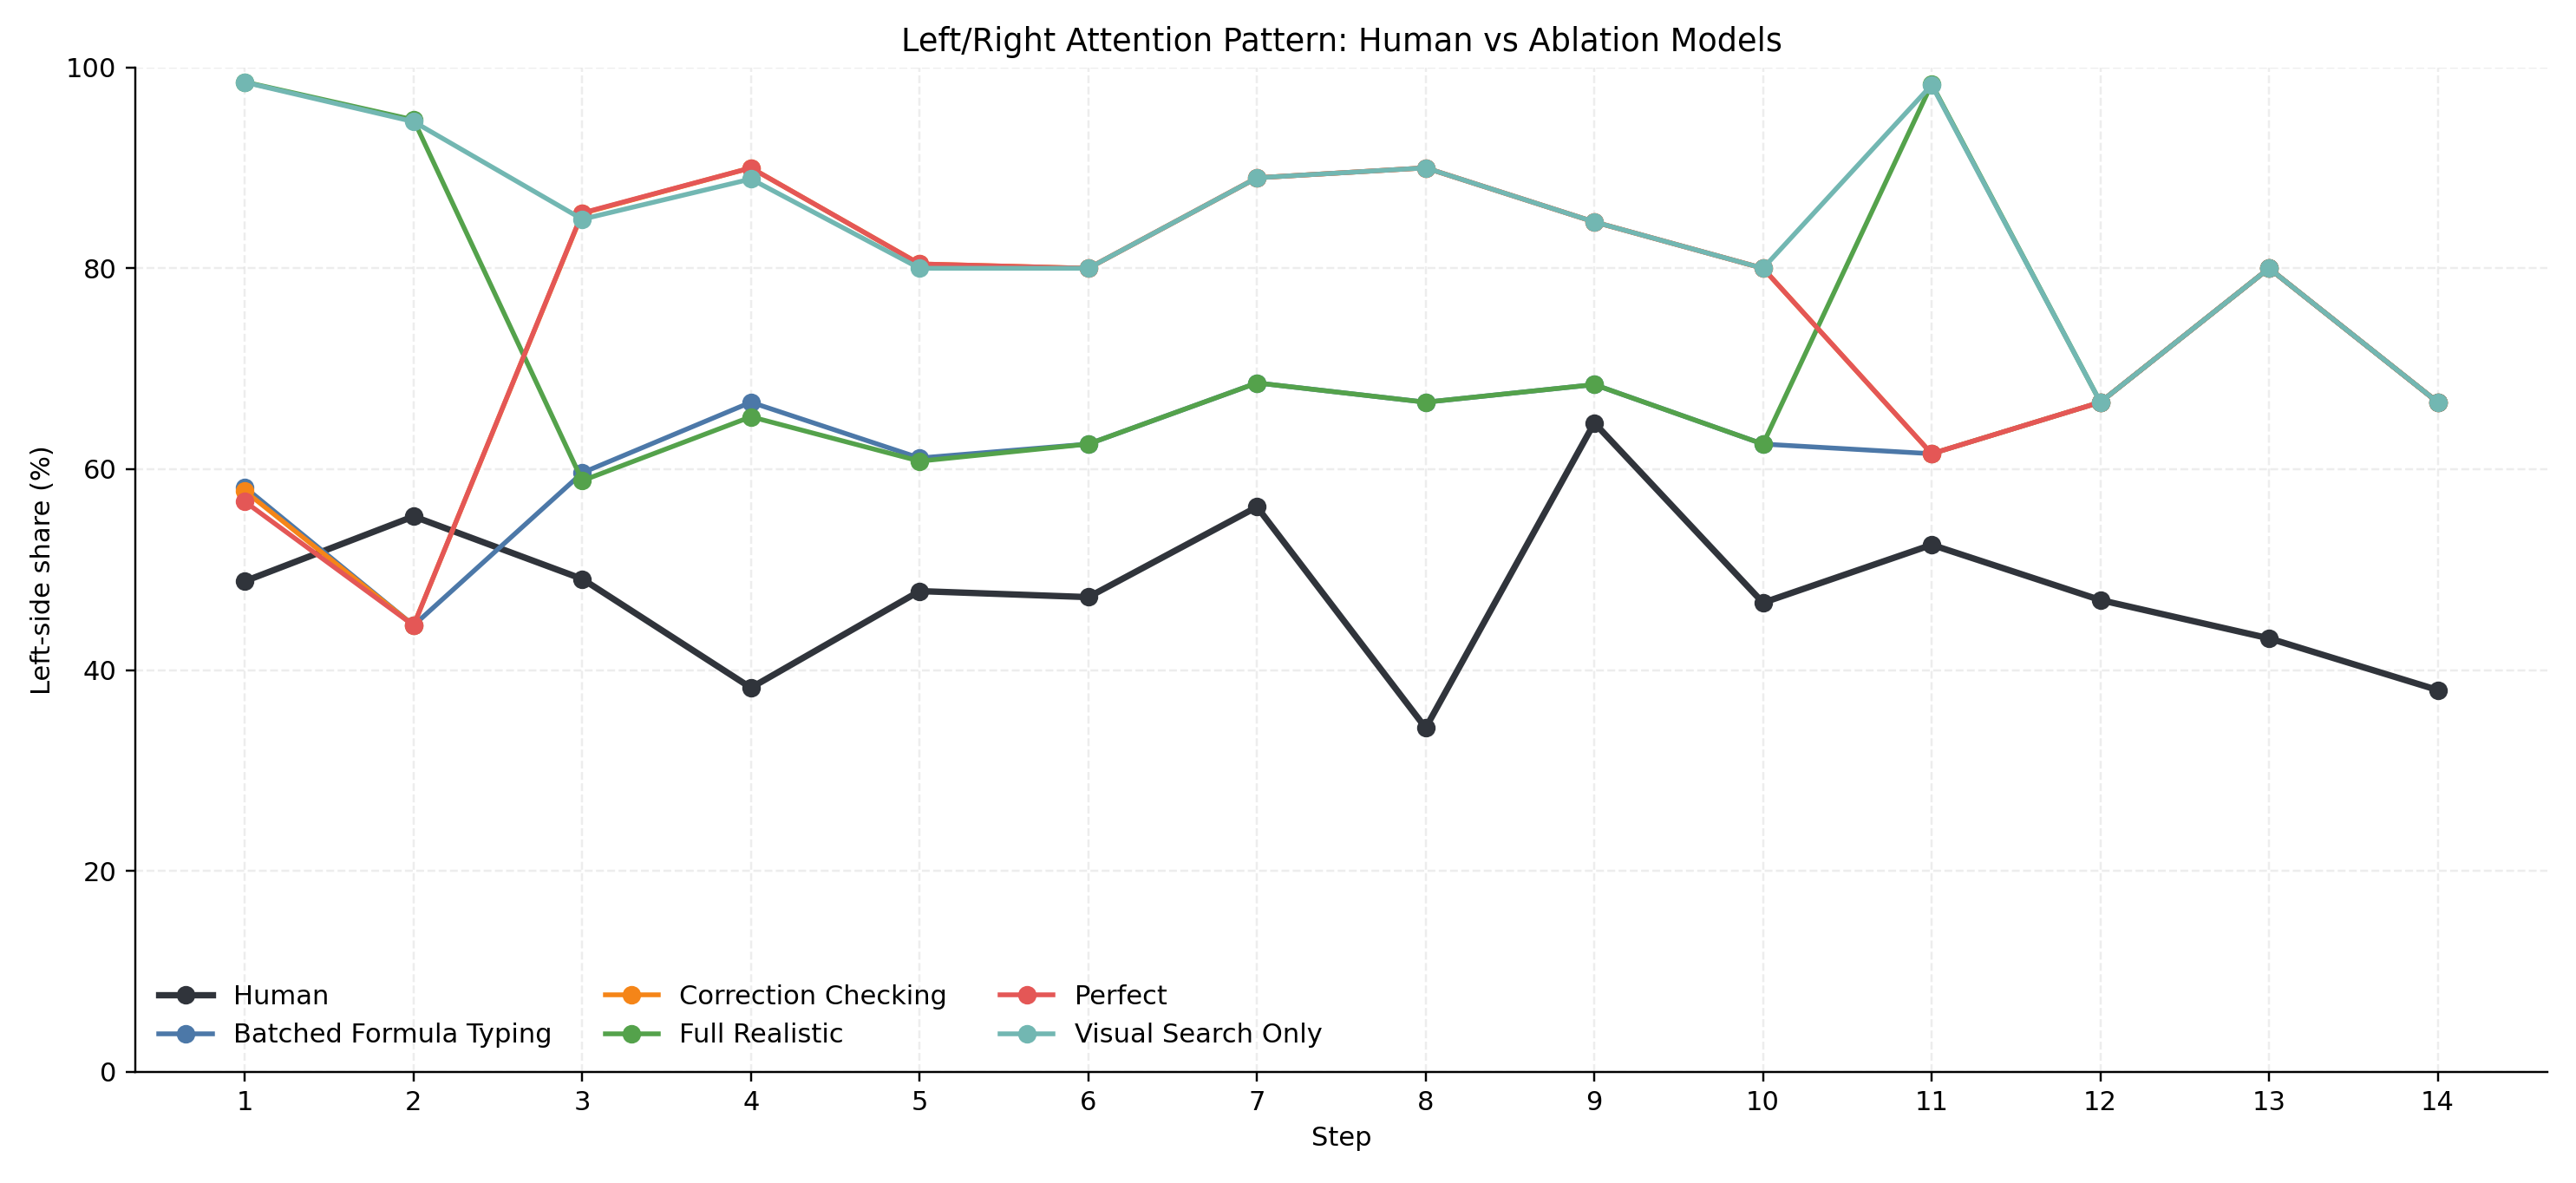 Left/Right Attention Pattern: Human vs Ablation Models
Left-side share (%)
100
80
60
40
20
0
Human
Batched Formula Typing
Correction Checking
Full Realistic
Perfect
Visual Search Only
1 2 3 4 5 6 7 8 9 10 11 12 13 14
Step